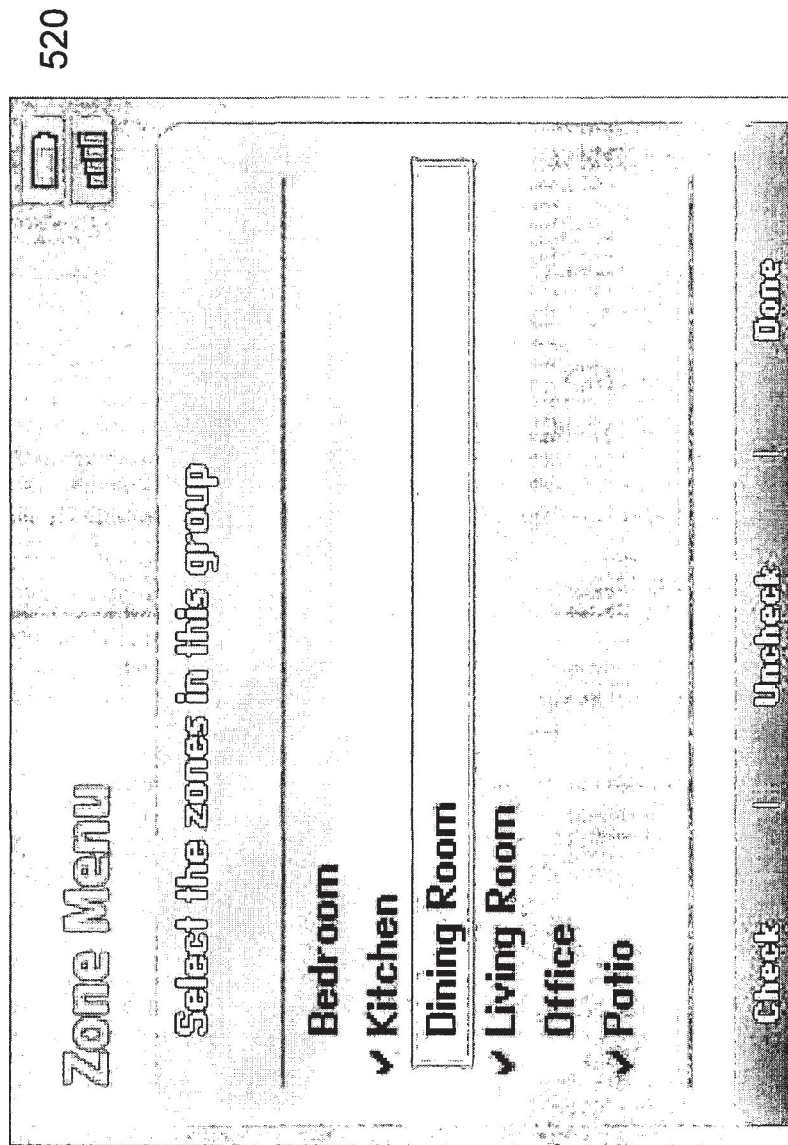 520
Zone Menu
Select the zones in this group
Bedroom
✔ Kitchen
Dining Room
✔ Living Room
Office
✔ Patio
Check | Uncheck | Done